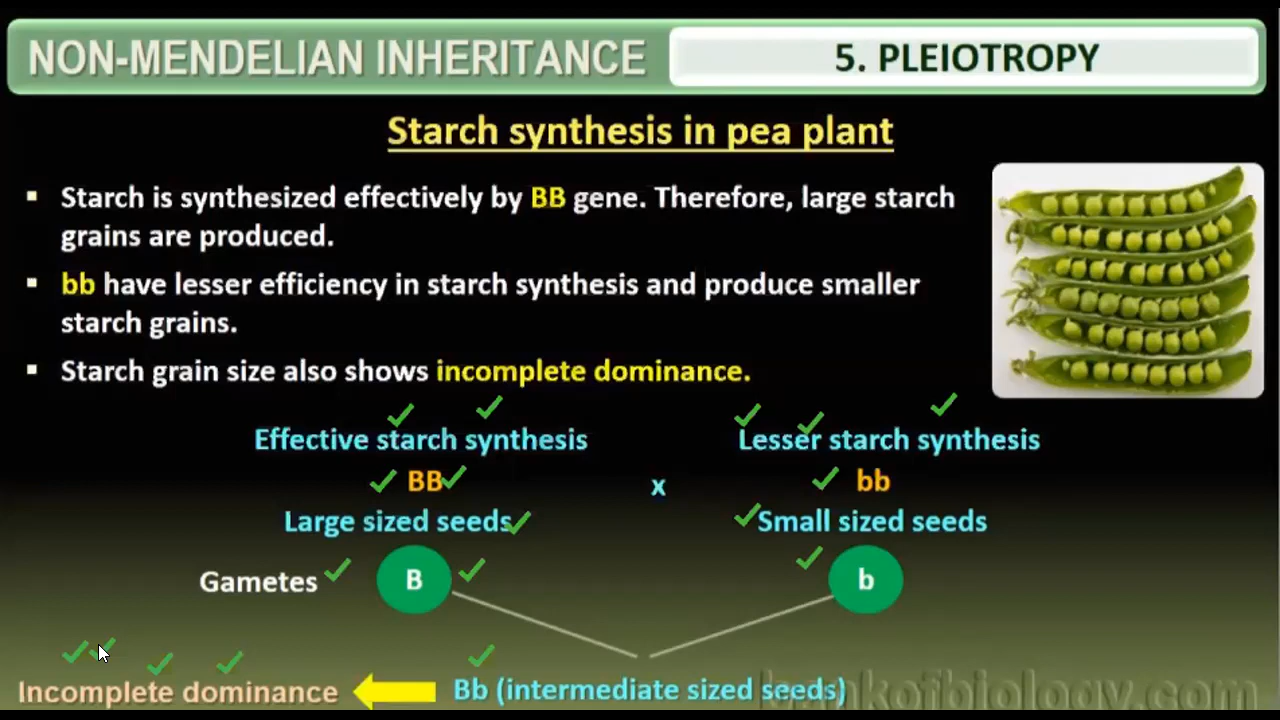 NON-MENDELIAN INHERITANCE
5. PLEIOTROPY
Starch synthesis in pea plant
▪ Starch is synthesized effectively by BB gene. Therefore, large starch
grains are produced.
▪ bb have lesser efficiency in starch synthesis and produce smaller
starch grains.
▪ Starch grain size also shows incomplete dominance.
Effective starch synthesis
Lesser starch synthesis
BB
x
bb
Large sized seeds
Small sized seeds
Gametes
B
b
Incomplete dominance
Bb (intermediate sized seeds)
bankofbiology.com